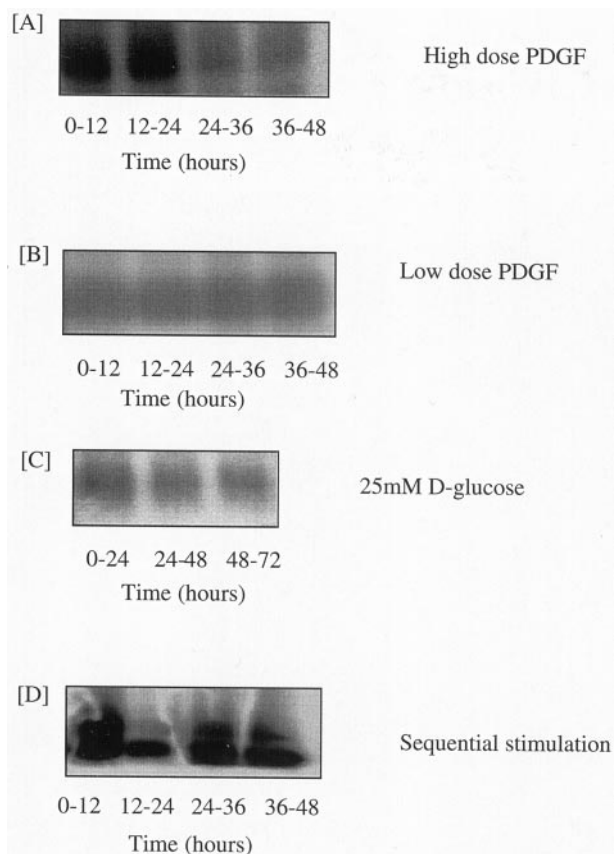 [A]
High dose PDGF
0-12 12-24 24-36 36-48
Time (hours)
[B]
Low dose PDGF
0-12 12-24 24-36 36-48
Time (hours)
[C]
25mM D-glucose
0-24 24-48 48-72
Time (hours)
[D]
Sequential stimulation
0-12 12-24 24-36 36-48
Time (hours)